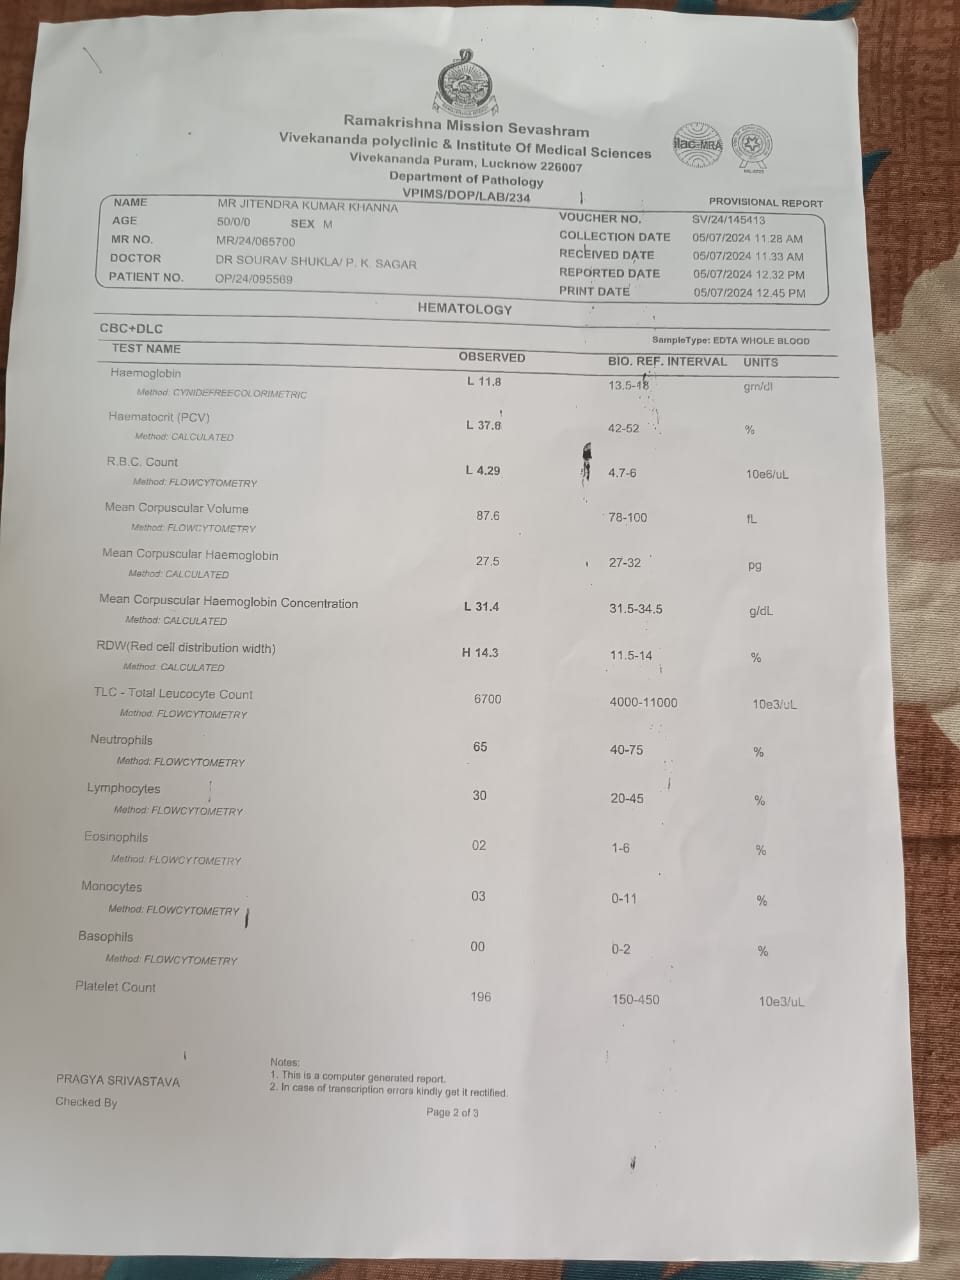 Ramakrishna Mission Sevashram
Vivekananda polyclinic & Institute Of Medical Sciences
Vivekananda Puram, Lucknow 226007
Department of Pathology
VPIMS/DOP/LAB/234
ilac-MRA
PROVISIONAL REPORT
NAME MR JITENDRA KUMAR KHANNA VOUCHER NO. SV/24/145413
AGE 50/0/0 SEX M COLLECTION DATE 05/07/2024 11.28 AM
MR NO. MR/24/065700 RECEIVED DATE 05/07/2024 11.33 AM
DOCTOR DR SOURAV SHUKLA/ P. K. SAGAR REPORTED DATE 05/07/2024 12.32 PM
PATIENT NO. OP/24/095569 PRINT DATE 05/07/2024 12.45 PM
HEMATOLOGY
CBC+DLC SampleType: EDTA WHOLE BLOOD
TEST NAME OBSERVED BIO. REF. INTERVAL UNITS
Haemoglobin L 11.8 13.5-18 gm/dl
Method: CYNIDEFREECOLORIMETRIC
Haematocrit (PCV) L 37.8 42-52 %
Method: CALCULATED
R.B.C. Count L 4.29 4.7-6 10e6/uL
Method: FLOWCYTOMETRY
Mean Corpuscular Volume 87.6 78-100 fL
Method: FLOWCYTOMETRY
Mean Corpuscular Haemoglobin 27.5 27-32 pg
Method: CALCULATED
Mean Corpuscular Haemoglobin Concentration L 31.4 31.5-34.5 g/dL
Method: CALCULATED
RDW(Red cell distribution width) H 14.3 11.5-14 %
Method: CALCULATED
TLC - Total Leucocyte Count 6700 4000-11000 10e3/uL
Method: FLOWCYTOMETRY
Neutrophils 65 40-75 %
Method: FLOWCYTOMETRY
Lymphocytes 30 20-45 %
Method: FLOWCYTOMETRY
Eosinophils 02 1-6 %
Method: FLOWCYTOMETRY
Monocytes 03 0-11 %
Method: FLOWCYTOMETRY
Basophils 00 0-2 %
Method: FLOWCYTOMETRY
Platelet Count 196 150-450 10e3/uL
Notes:
1. This is a computer generated report.
2. In case of transcription errors kindly get it rectified.
PRAGYA SRIVASTAVA
Checked By
Page 2 of 3